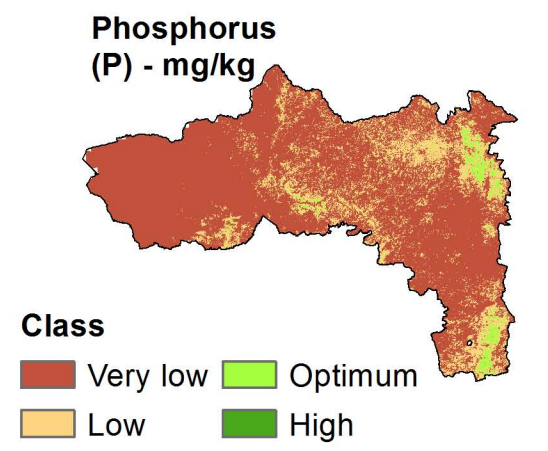 Phosphorus
(P) - mg/kg
Class
Very low
Optimum
Low
High